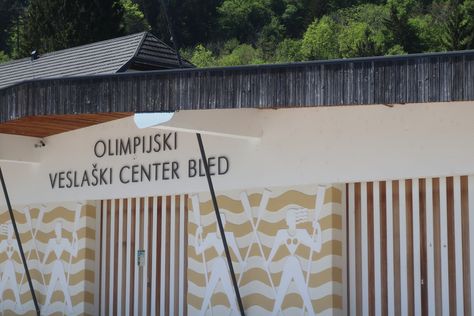 OLIMPIJSKI
VESLAŠKI CENTER BLED